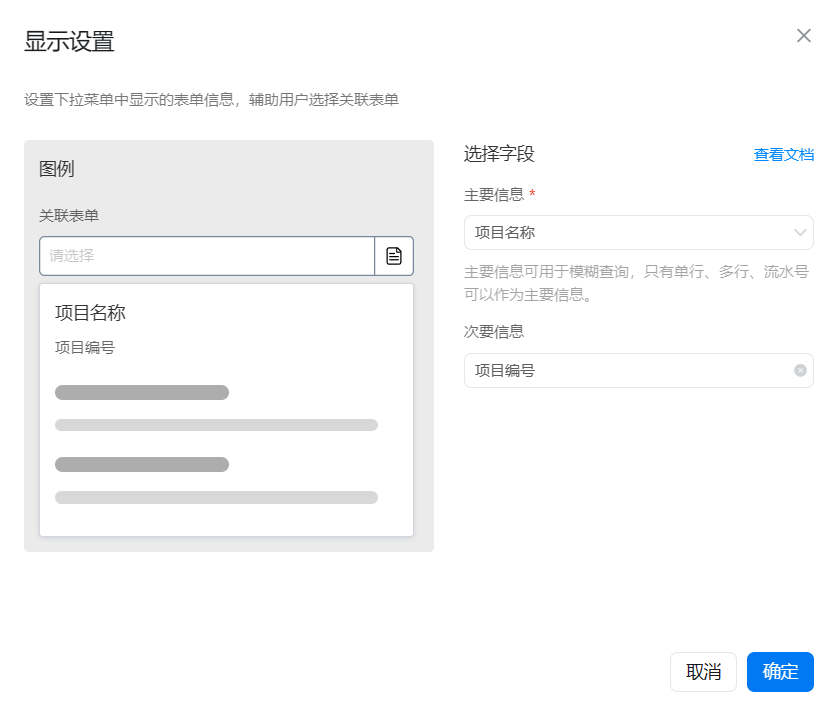 显示设置
设置下拉菜单中显示的表单信息，辅助用户选择关联表单
图例
关联表单
请选择
项目名称
项目编号
选择字段
查看文档
主要信息 *
项目名称
主要信息可用于模糊查询，只有单行、多行、流水号
可以作为主要信息。
次要信息
项目编号
取消
确定